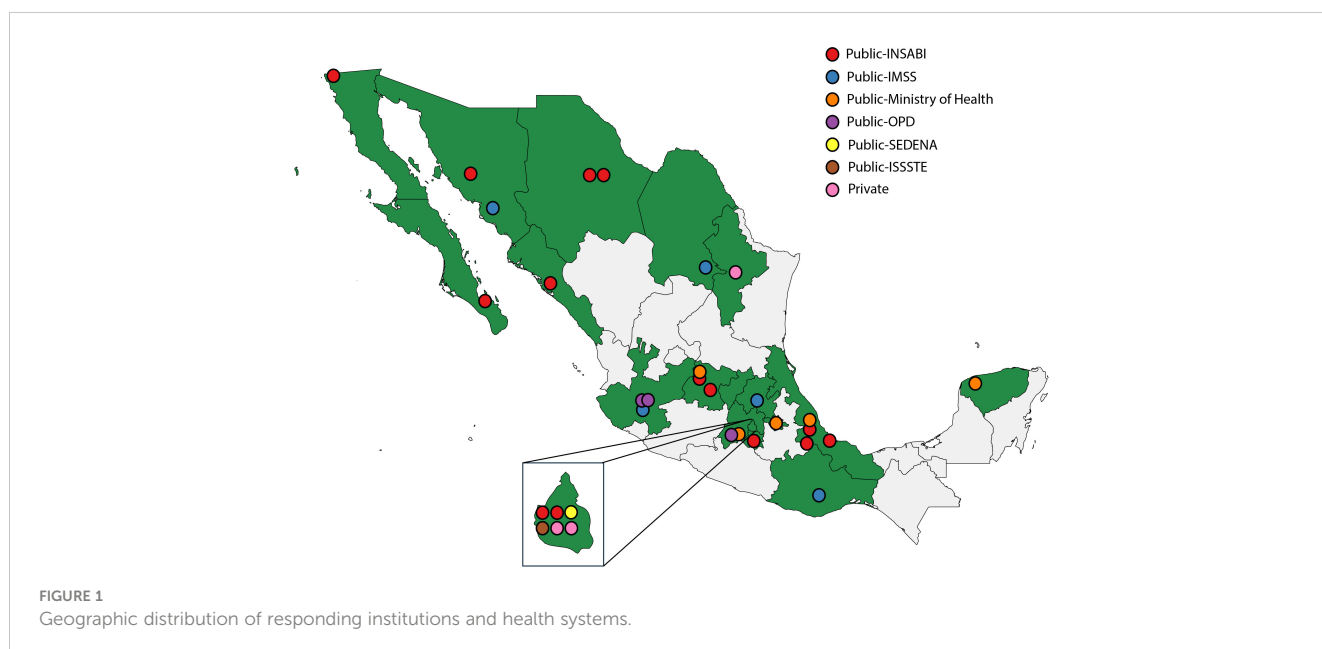 Public-INSABI
Public-IMSS
Public-Ministry of Health
Public-OPD
Public-SEDENA
Public-ISSSTE
Private
FIGURE 1
Geographic distribution of responding institutions and health systems.